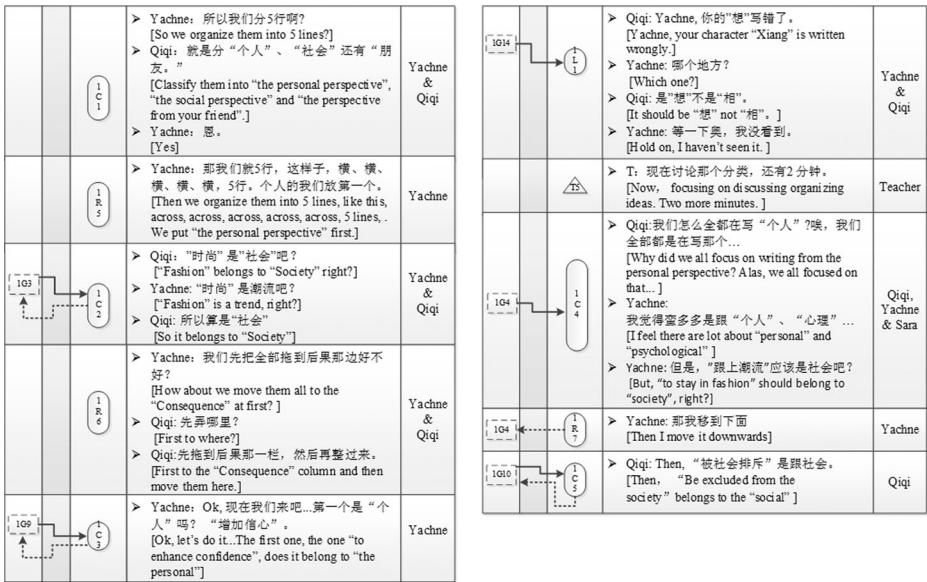 1C1
➤ Yachne：所以我们分5行啊?
[So we organize them into 5 lines?]
➤ Qiqi：就是分“个人”、“社会”还有“朋
友。”
[Classify them into “the personal perspective”,
“the social perspective” and “the perspective
from your friend”.]
➤ Yachne：恩。
[Yes]
Yachne
&
Qiqi
1R5
➤ Yachne：那我们就5行，这样子，横、横、
横、横、横，5行。个人的我们放第一个。
[Then we organize them into 5 lines, like this,
across, across, across, across, across, 5 lines, .
We put “the personal perspective” first.]
Yachne
1G3
1C2
➤ Qiqi：”时尚” 是”社会”吧？
[“Fashion” belongs to “Society” right?]
➤ Yachne: “时尚” 是潮流吧?
[“Fashion” is a trend, right?]
➤ Qiqi: 所以算是“社会”
[So it belongs to “Society”]
Yachne
&
Qiqi
1R6
➤ Yachne：我们先把全部拖到后果那边好不
好?
[How about we move them all to the
“Consequence” at first? ]
➤ Qiqi: 先弄哪里？
[First to where?]
➤ Qiqi:先拖到后果那一栏，然后再整过来。
[First to the “Consequence” column and then
move them here.]
Yachne
&
Qiqi
1G9
1C3
➤ Yachne：Ok, 现在我们来吧...第一个是“个
人”吗？ “增加信心”。
[Ok, let’s do it...The first one, the one “to
enhance confidence”, does it belong to “the
personal”]
Yachne
1G14
1L1
➤ Qiqi: Yachne, 你的”想”写错了。
[Yachne, your character “Xiang” is written
wrongly.]
➤ Yachne: 哪个地方?
[Which one?]
➤ Qiqi: 是”想”不是“相”。
[It should be “想” not “相”。]
➤ Yachne: 等一下奥，我没看到。
[Hold on, I haven’t seen it. ]
Yachne
&
Qiqi
T5
➤ T：现在讨论那个分类，还有2 分钟。
[Now， focusing on discussing organizing
ideas. Two more minutes. ]
Teacher
1G4
1C4
➤ Qiqi:我们怎么全都在写“个人”?唉，我们
全部都是在写那个…
[Why did we all focus on writing from the
personal perspective? Alas, we all focused on
that... ]
➤ Yachne:
我觉得蛮多多是跟“个人”、“心理”…
[I feel there are lot about “personal” and
“psychological” ]
➤ Yachne: 但是，”跟上潮流”应该是社会吧？
[But, “to stay in fashion” should belong to
“society”, right?]
Qiqi,
Yachne
& Sara
1G4
1R7
➤ Yachne: 那我移到下面
[Then I move it downwards]
Yachne
1G10
1C5
➤ Qiqi: Then, “被社会排斥”是跟社会。
[Then， “Be excluded from the
society” belongs to the “social” ]
Qiqi